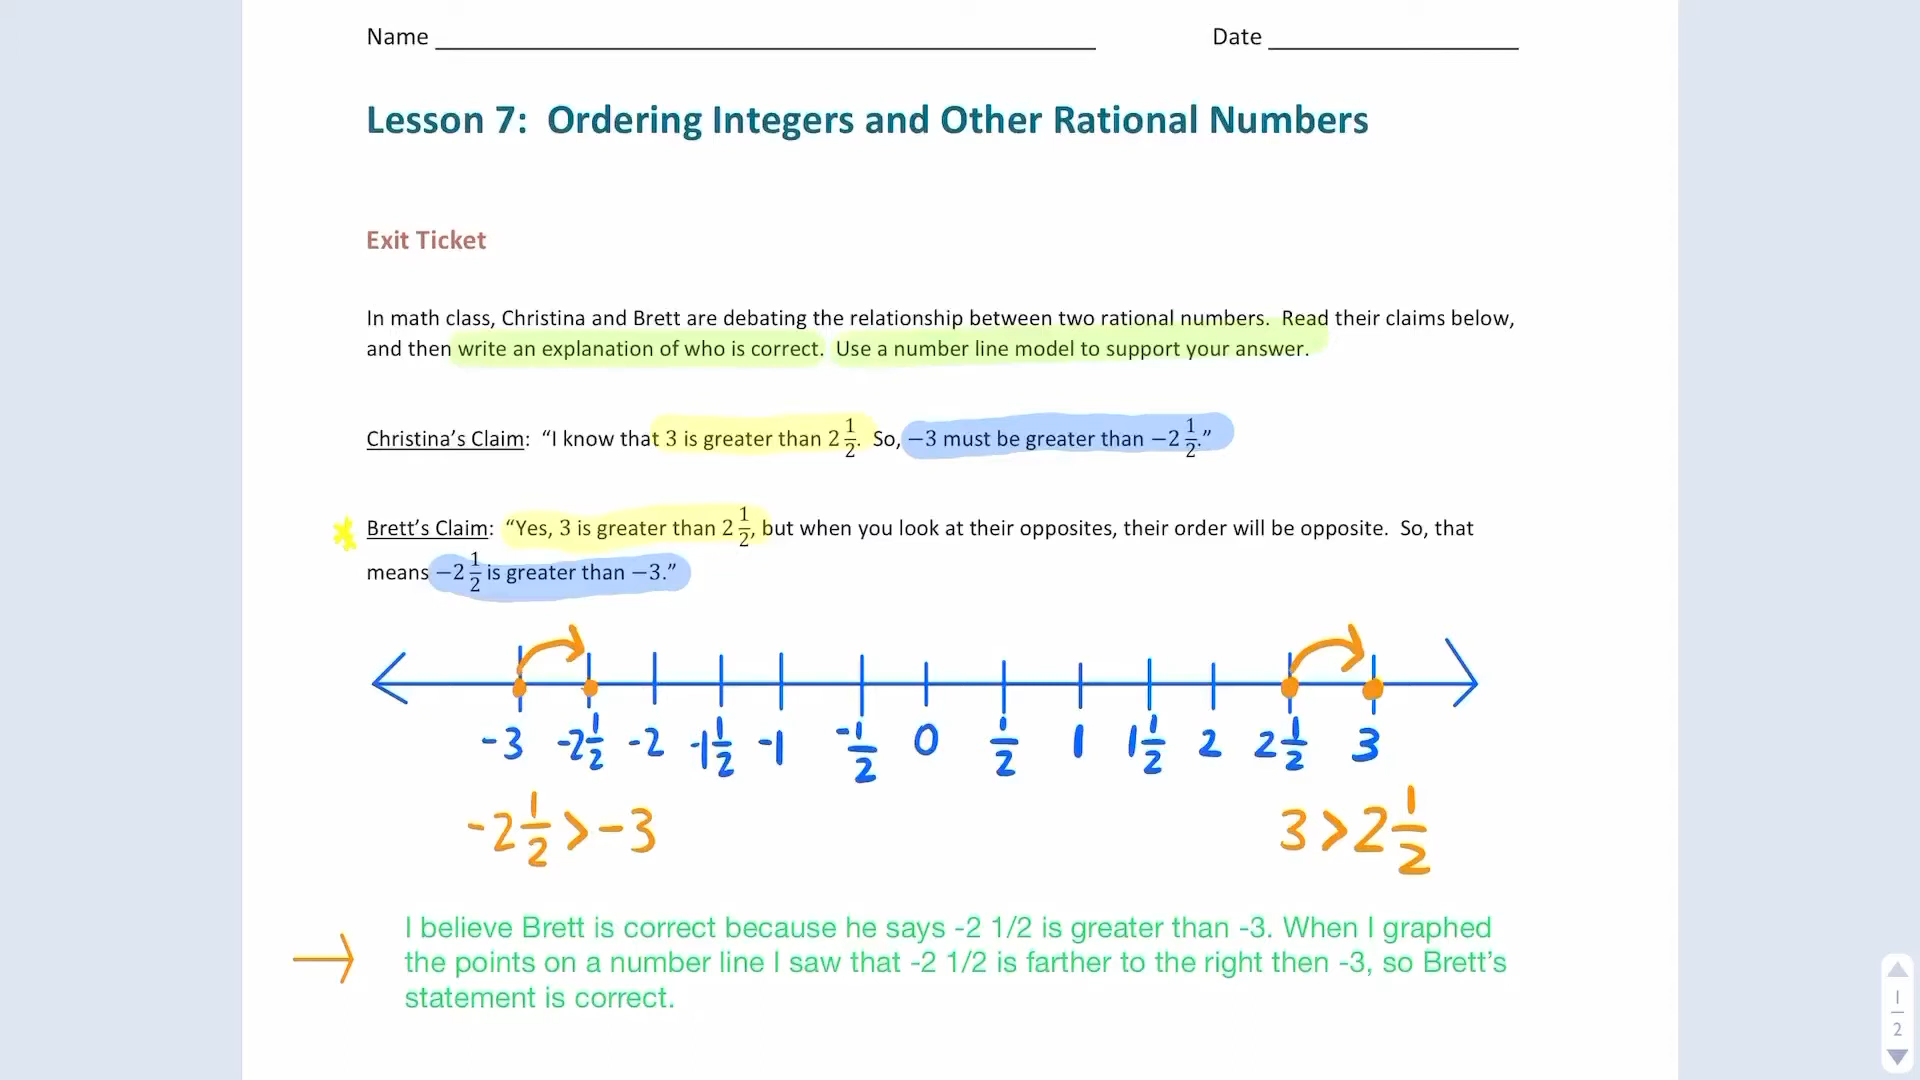 Name ______________________ Date ______________________
Lesson 7: Ordering Integers and Other Rational Numbers
Exit Ticket
In math class, Christina and Brett are debating the relationship between two rational numbers. Read their claims below,
and then write an explanation of who is correct. Use a number line model to support your answer.
Christina’s Claim: “I know that 3 is greater than 2 1/2. So, −3 must be greater than −2 1/2.”
Brett’s Claim: “Yes, 3 is greater than 2 1/2, but when you look at their opposites, their order will be opposite. So, that
means −2 1/2 is greater than −3.”
-3 -2 1/2 -2 -1 1/2 -1 -1/2 0 1/2 1 1 1/2 2 2 1/2 3
-2 1/2 > -3 3 > 2 1/2
I believe Brett is correct because he says -2 1/2 is greater than -3. When I graphed
the points on a number line I saw that -2 1/2 is farther to the right then -3, so Brett’s
statement is correct.
1
2